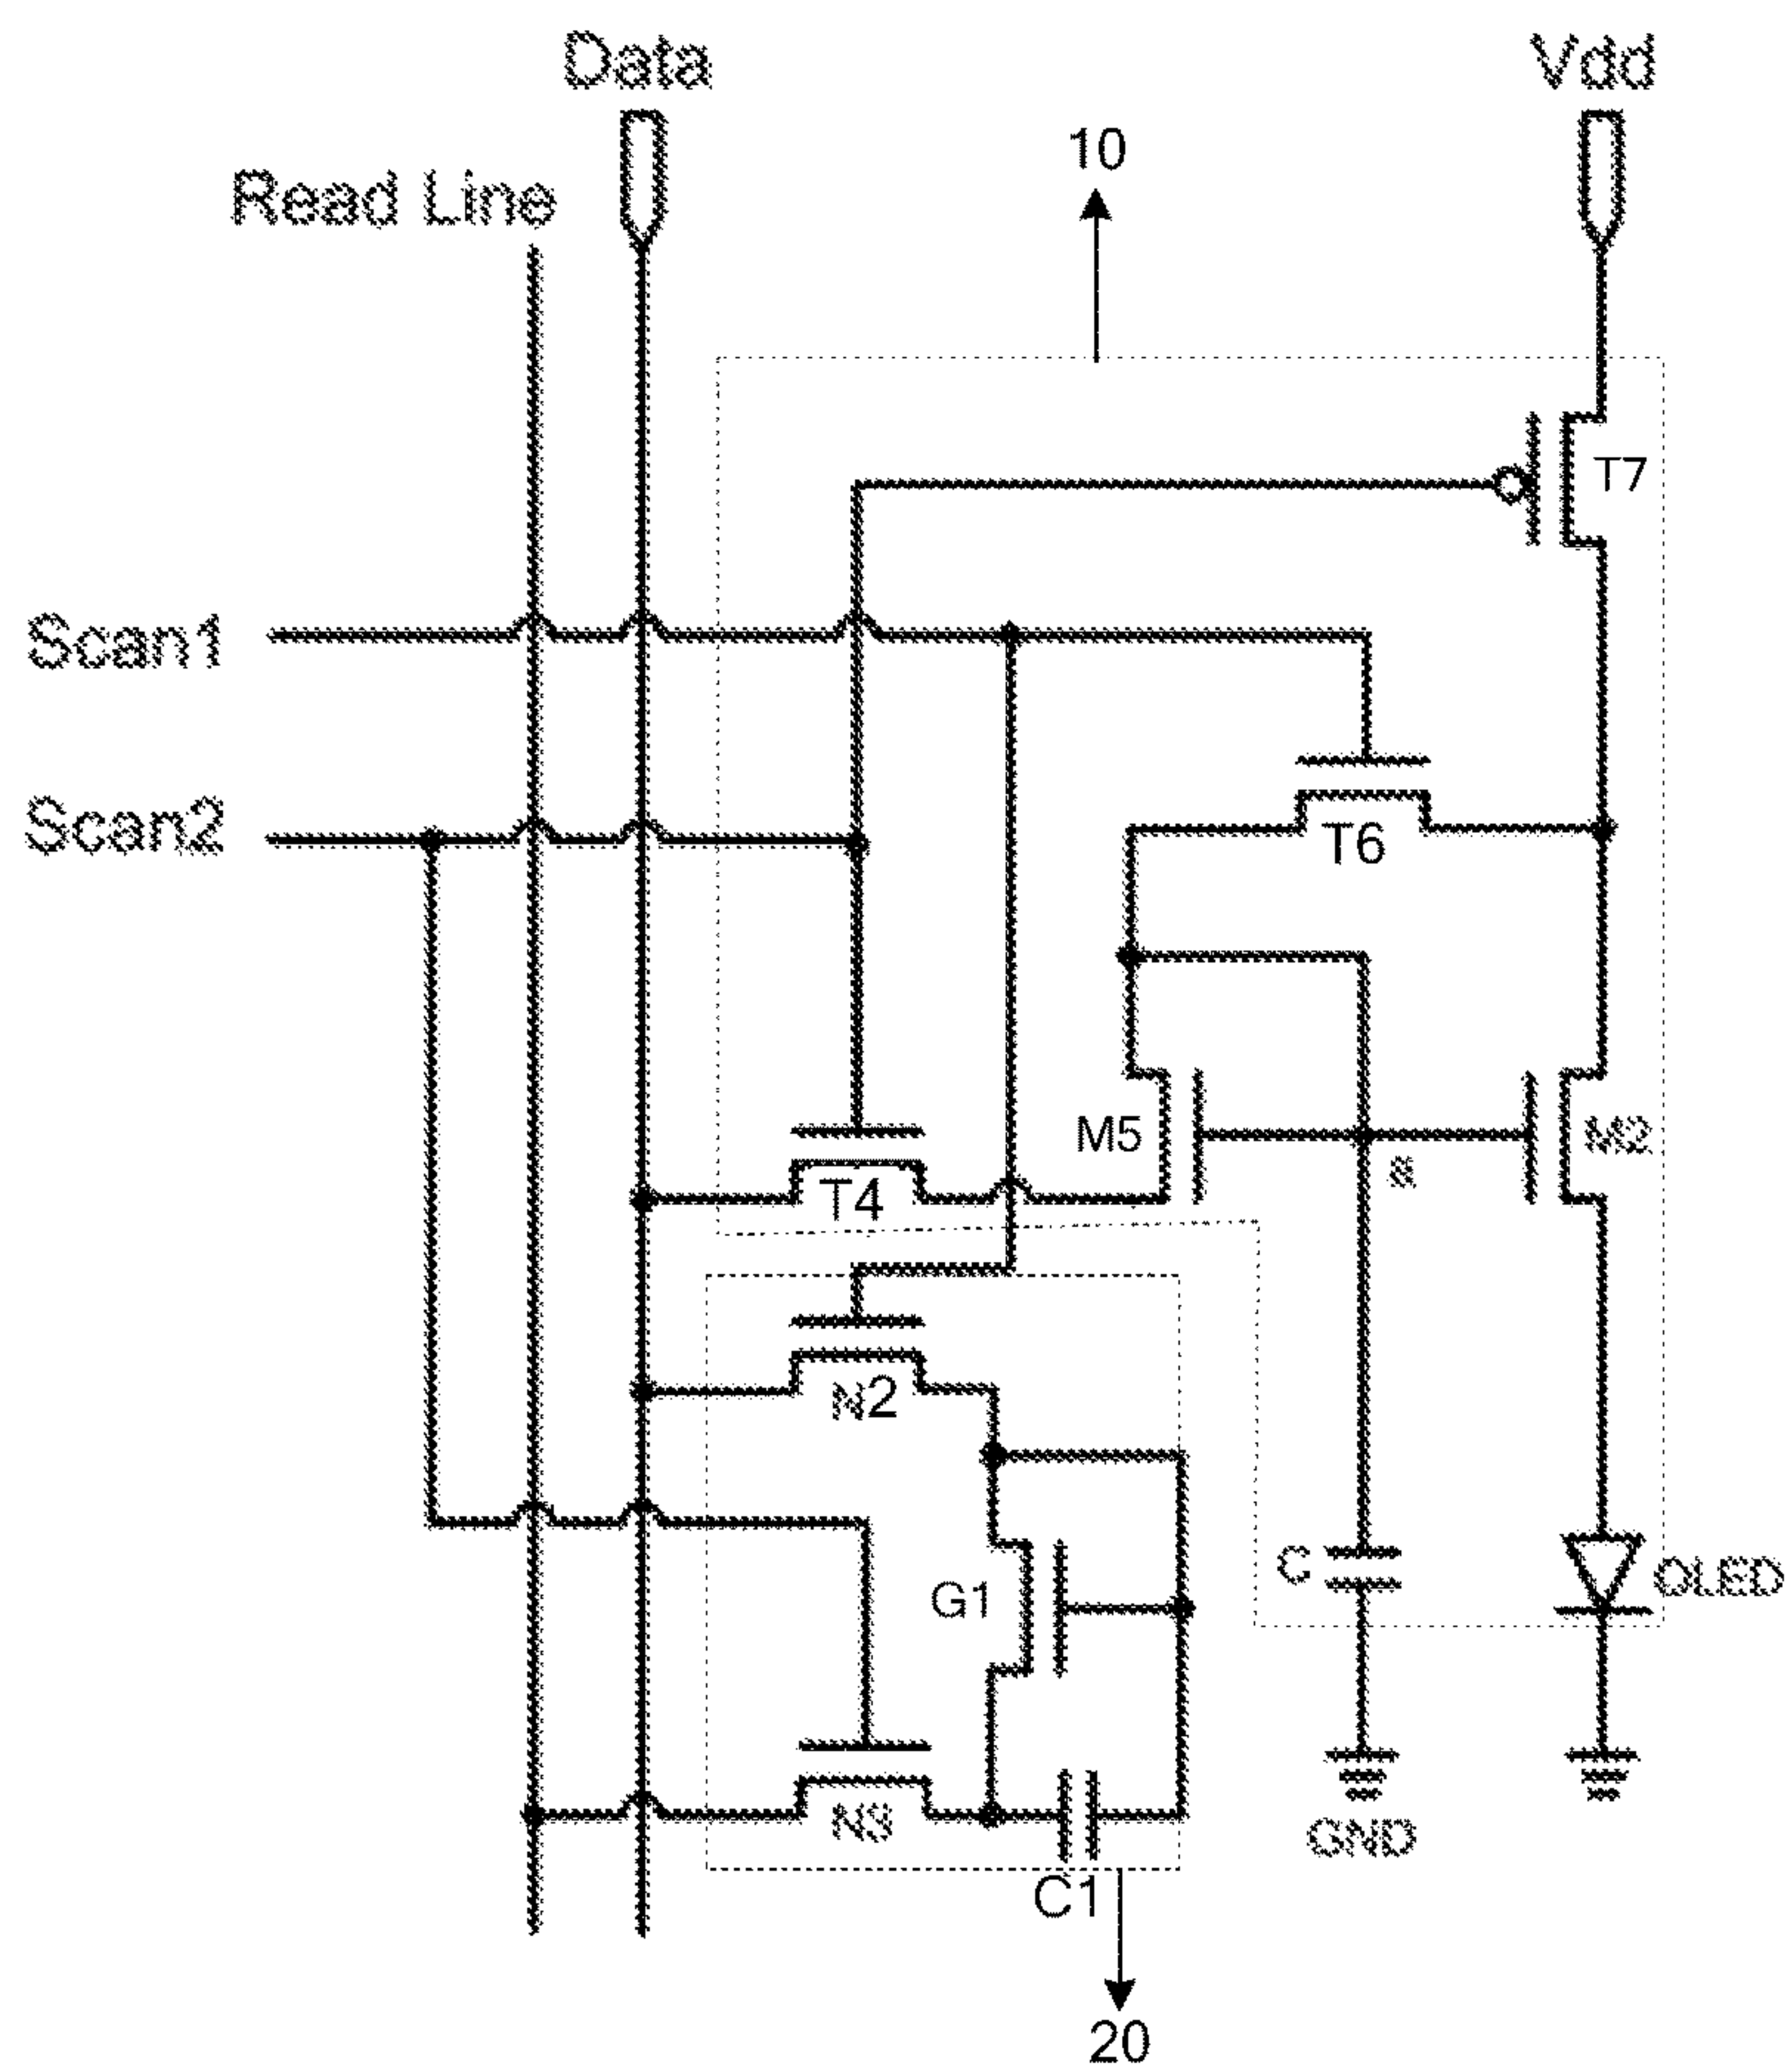 Data
Vdd
10
Read Line
T7
Scan1
Scan2
T6
M5
M2
a
T4
N2
G1
C
OLED
N3
GND
C1
20